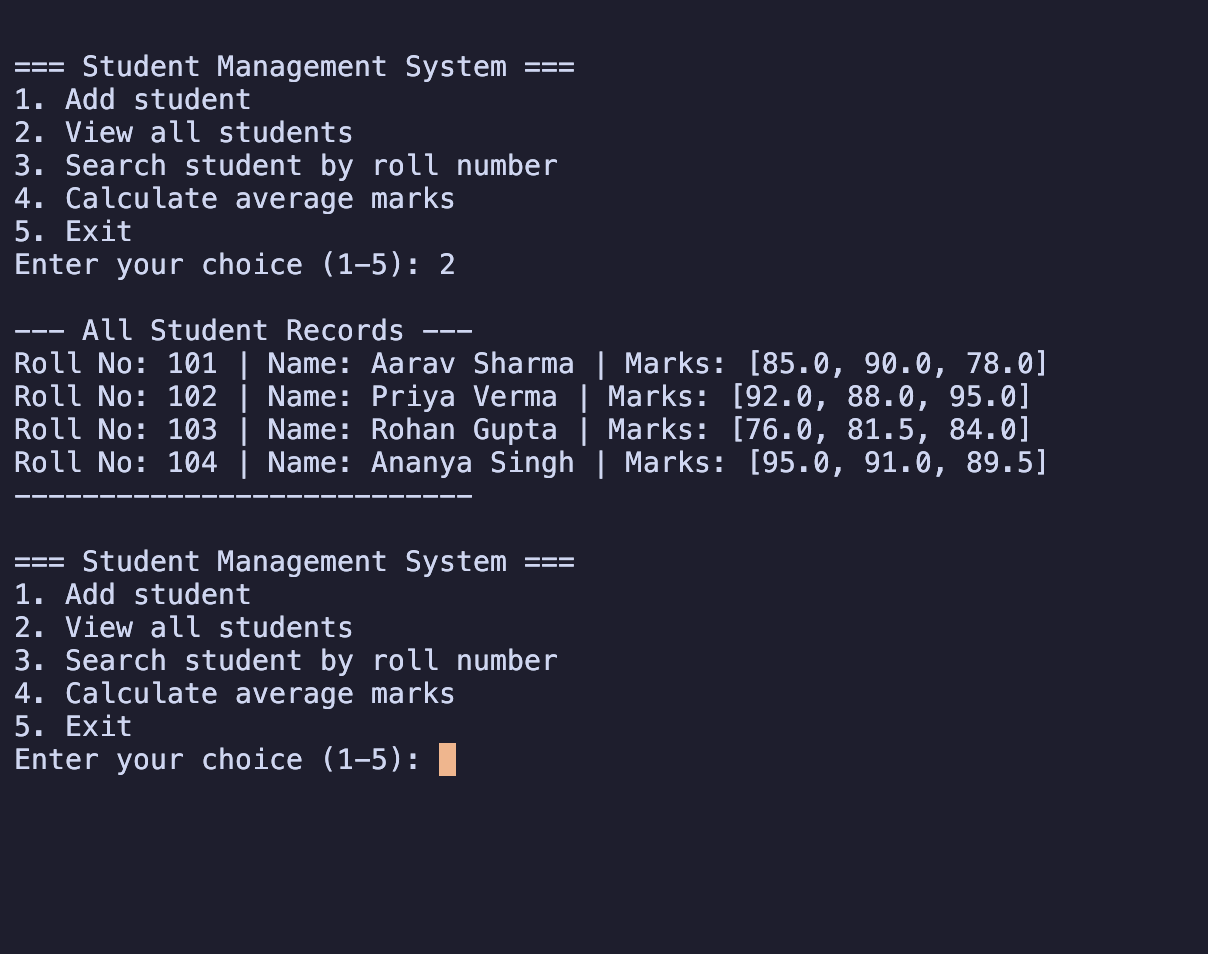 === Student Management System ===
1. Add student
2. View all students
3. Search student by roll number
4. Calculate average marks
5. Exit
Enter your choice (1-5): 2
--- All Student Records ---
Roll No: 101 | Name: Aarav Sharma | Marks: [85.0, 90.0, 78.0]
Roll No: 102 | Name: Priya Verma | Marks: [92.0, 88.0, 95.0]
Roll No: 103 | Name: Rohan Gupta | Marks: [76.0, 81.5, 84.0]
Roll No: 104 | Name: Ananya Singh | Marks: [95.0, 91.0, 89.5]
---------------------------
=== Student Management System ===
1. Add student
2. View all students
3. Search student by roll number
4. Calculate average marks
5. Exit
Enter your choice (1-5):